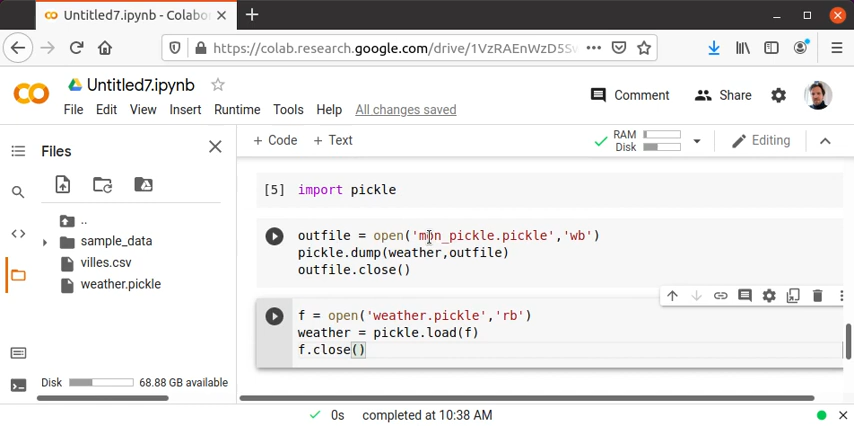 Untitled7.ipynb - Colabo
https://colab.research.google.com/drive/1VzRAEnWzD5Sw
Untitled7.ipynb
File Edit View Insert Runtime Tools Help All changes saved
Comment Share
Files
+ Code + Text
RAM
Disk
Editing
..
sample_data
villes.csv
weather.pickle
Disk 68.88 GB available
[5] import pickle
outfile = open('mon_pickle.pickle','wb')
pickle.dump(weather,outfile)
outfile.close()
f = open('weather.pickle','rb')
weather = pickle.load(f)
f.close()
0s completed at 10:38 AM